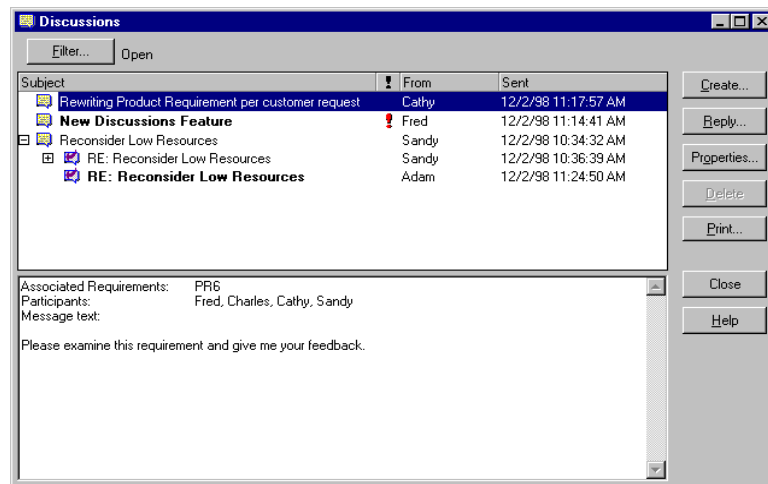 Discussions
Filter... Open
Subject ! From Sent
Rewriting Product Requirement per customer request Cathy 12/2/98 11:17:57 AM
New Discussions Feature ! Fred 12/2/98 11:14:41 AM
Reconsider Low Resources Sandy 12/2/98 10:34:32 AM
RE: Reconsider Low Resources Sandy 12/2/98 10:36:39 AM
RE: Reconsider Low Resources Adam 12/2/98 11:24:50 AM
Create...
Reply...
Properties...
Delete
Print...
Close
Help
Associated Requirements: PR6
Participants: Fred, Charles, Cathy, Sandy
Message text:
Please examine this requirement and give me your feedback.